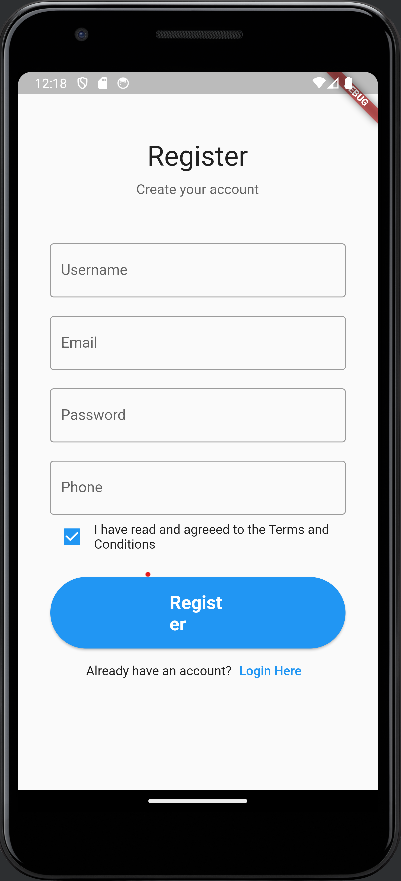 12:18
DEBUG
Register
Create your account
Username
Email
Password
Phone
I have read and agreeed to the Terms and
Conditions
Regist
er
Already have an account? Login Here